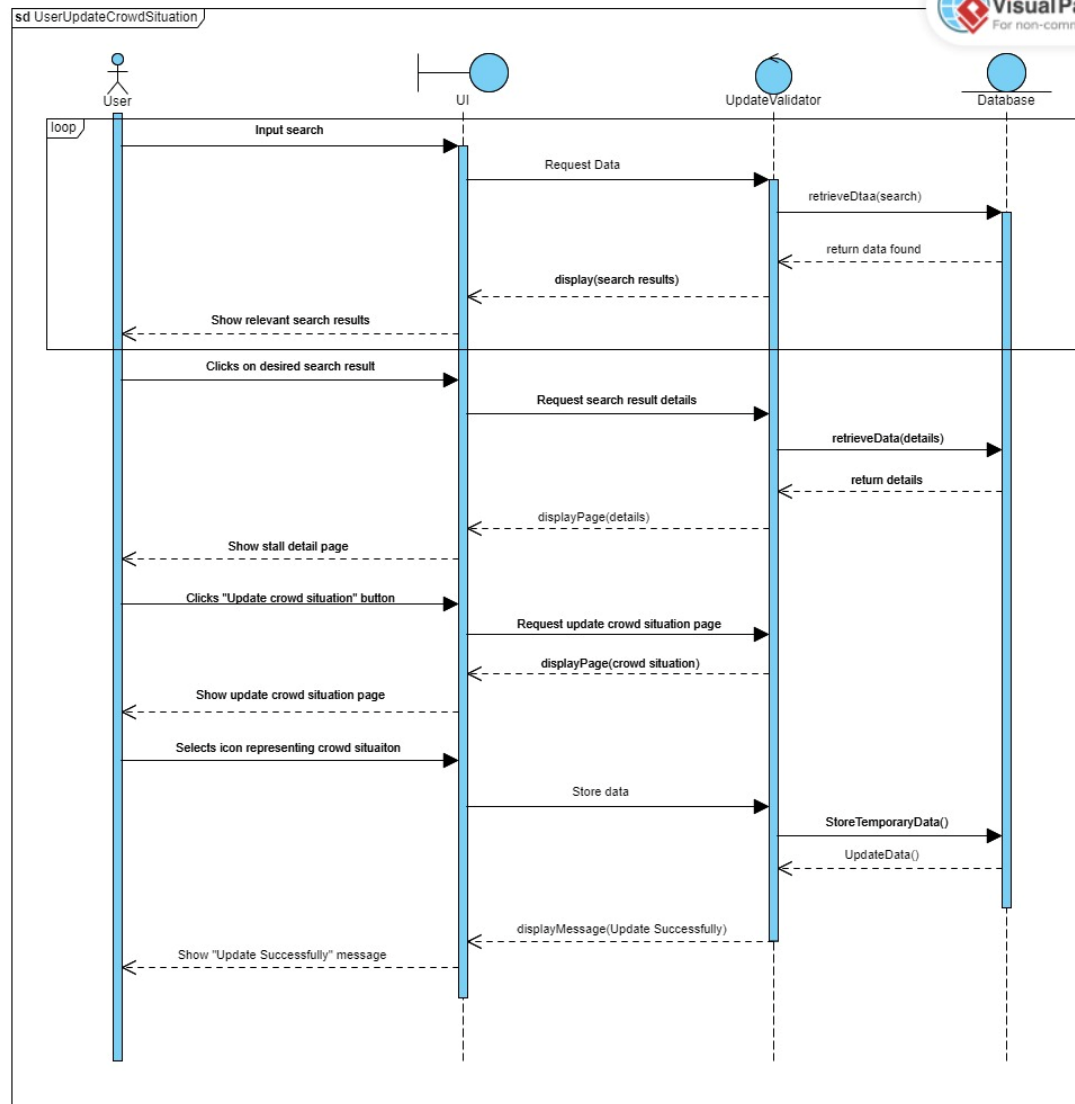 sd UserUpdateCrowdSituation
For non-comm
User
UI
UpdateValidator
Database
loop
Input search
Request Data
retrieveDtaa(search)
return data found
display(search results)
Show relevant search results
Clicks on desired search result
Request search result details
retrieveData(details)
return details
displayPage(details)
Show stall detail page
Clicks "Update crowd situation" button
Request update crowd situation page
displayPage(crowd situation)
Show update crowd situation page
Selects icon representing crowd situaiton
Store data
StoreTemporaryData()
UpdateData()
displayMessage(Update Successfully)
Show "Update Successfully" message